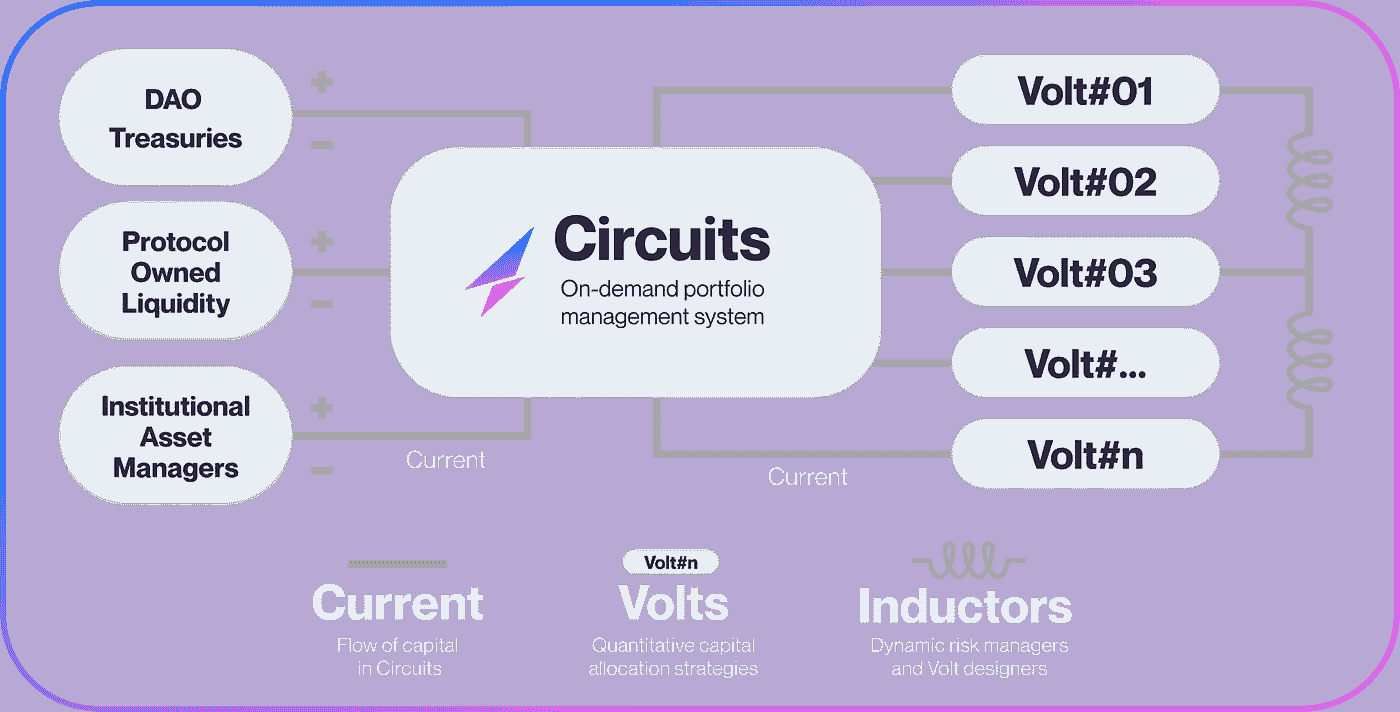 DAO
Treasuries
Protocol
Owned
Liquidity
Institutional
Asset
Managers
Current
Circuits
On-demand portfolio
management system
Current
Volt#01
Volt#02
Volt#03
Volt#...
Volt#n
Current
Flow of capital
in Circuits
Volt#n
Volts
Quantitative capital
allocation strategies
Inductors
Dynamic risk managers
and Volt designers